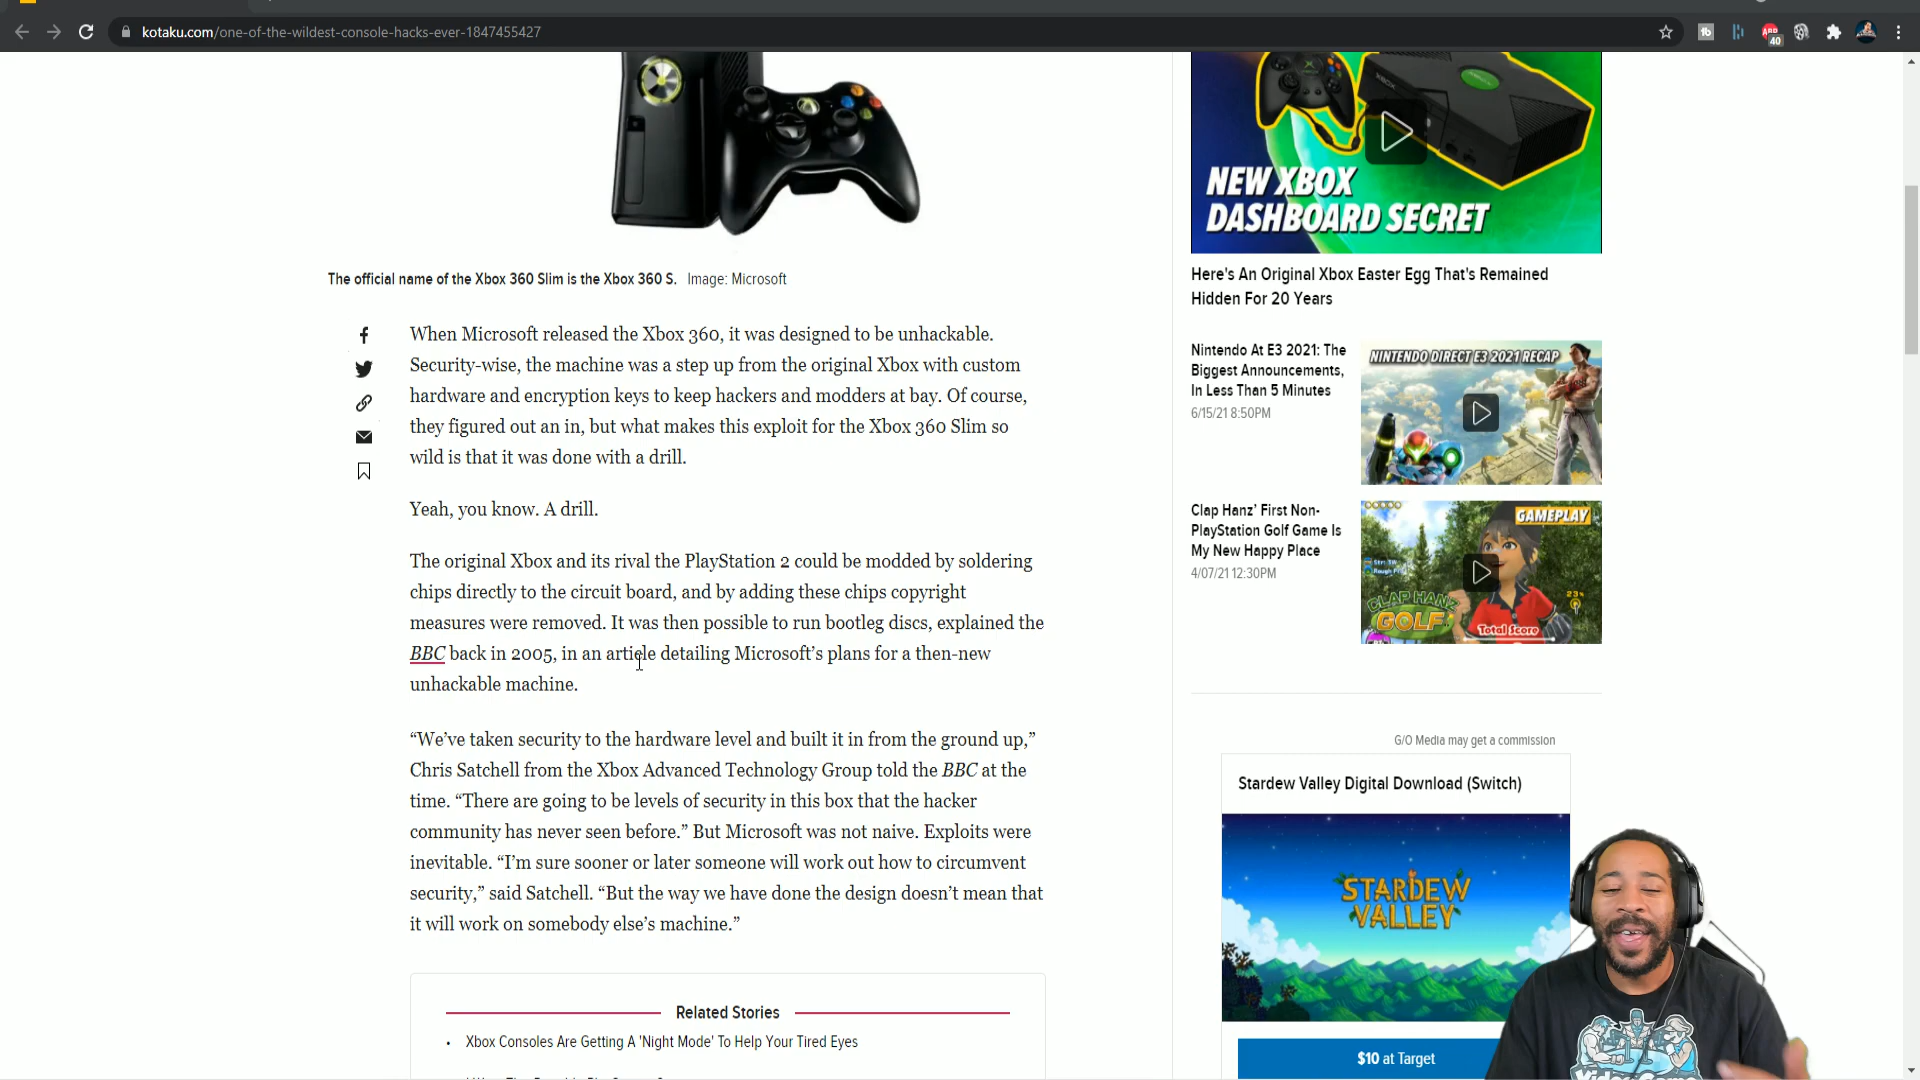 kotaku.com/one-of-the-wildest-console-hacks-ever-1847455427
ABP
40
The official name of the Xbox 360 Slim is the Xbox 360 S. Image: Microsoft
When Microsoft released the Xbox 360, it was designed to be unhackable.
Security-wise, the machine was a step up from the original Xbox with custom
hardware and encryption keys to keep hackers and modders at bay. Of course,
they figured out an in, but what makes this exploit for the Xbox 360 Slim so
wild is that it was done with a drill.
Yeah, you know. A drill.
The original Xbox and its rival the PlayStation 2 could be modded by soldering
chips directly to the circuit board, and by adding these chips copyright
measures were removed. It was then possible to run bootleg discs, explained the
BBC back in 2005, in an article detailing Microsoft's plans for a then-new
unhackable machine.
“We've taken security to the hardware level and built it in from the ground up,”
Chris Satchell from the Xbox Advanced Technology Group told the BBC at the
time. “There are going to be levels of security in this box that the hacker
community has never seen before.” But Microsoft was not naive. Exploits were
inevitable. “I'm sure sooner or later someone will work out how to circumvent
security,” said Satchell. “But the way we have done the design doesn't mean that
it will work on somebody else's machine.”
Related Stories
• Xbox Consoles Are Getting A 'Night Mode' To Help Your Tired Eyes
XBOX
NEW XBOX
DASHBOARD SECRET
Here's An Original Xbox Easter Egg That's Remained
Hidden For 20 Years
Nintendo At E3 2021: The
Biggest Announcements,
In Less Than 5 Minutes
6/15/21 8:50PM
NINTENDO DIRECT E3 2021 RECAP
Clap Hanz' First Non-
PlayStation Golf Game Is
My New Happy Place
4/07/21 12:30PM
GAMEPLAY
CLAP HANZ
GOLF
Total Score
G/O Media may get a commission
Stardew Valley Digital Download (Switch)
STARDEW
VALLEY
$10 at Target